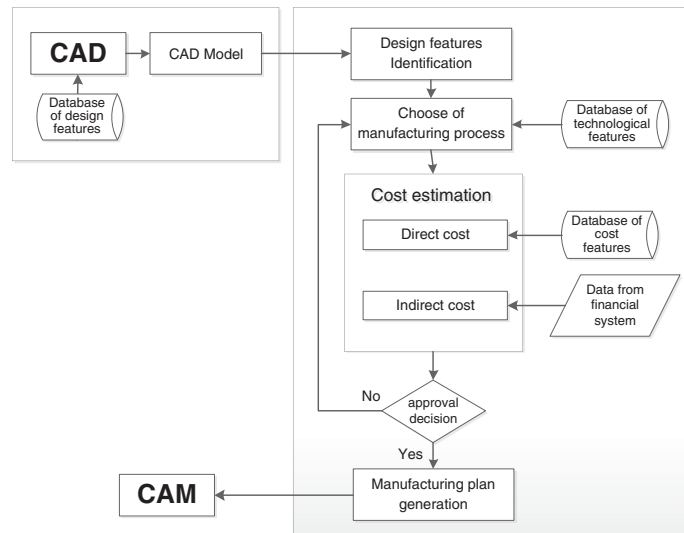 CAD
CAD Model
Database
of design
features
Design features
Identification
Choose of
manufacturing process
Database of
technological
features
Cost estimation
Direct cost
Database of
cost
features
Indirect cost
Data from
financial
system
No
approval
decision
Yes
Manufacturing plan
generation
CAM